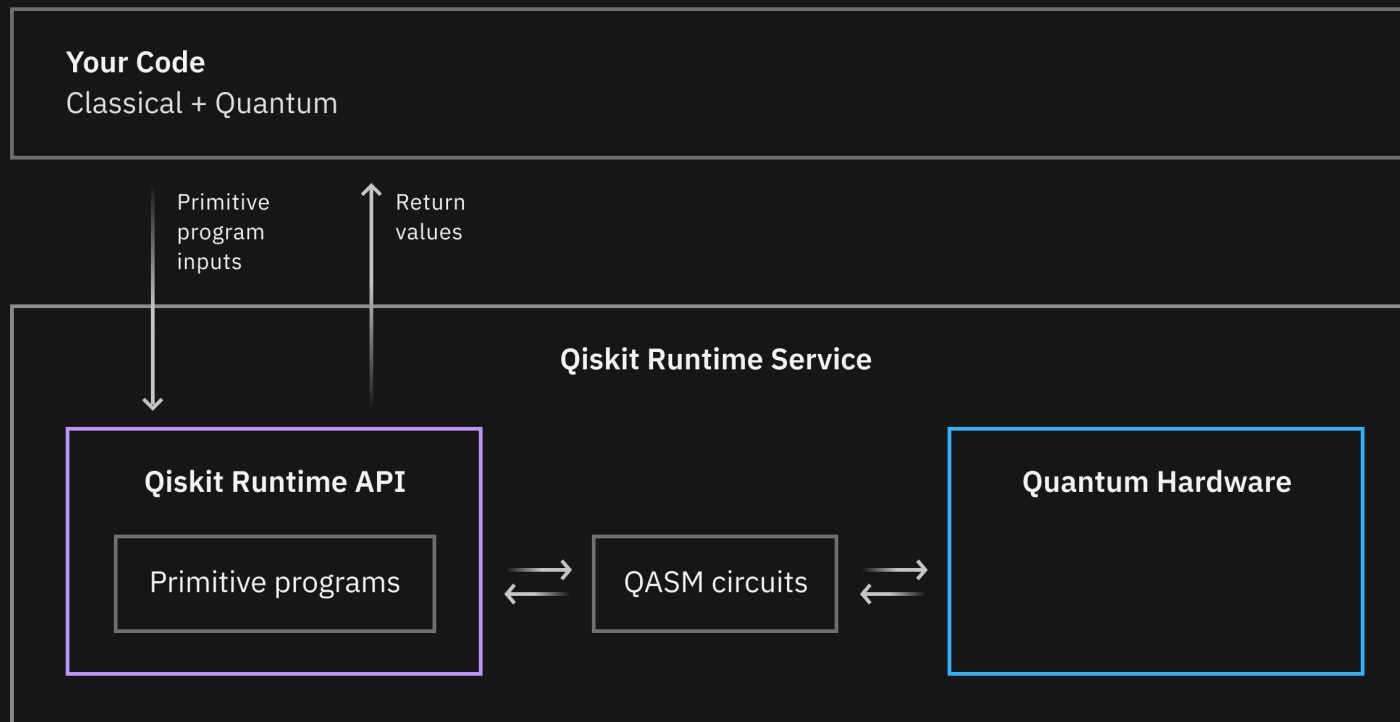 Your Code
Classical + Quantum
Primitive
program
inputs
Return
values
Qiskit Runtime Service
Qiskit Runtime API
Primitive programs
QASM circuits
Quantum Hardware